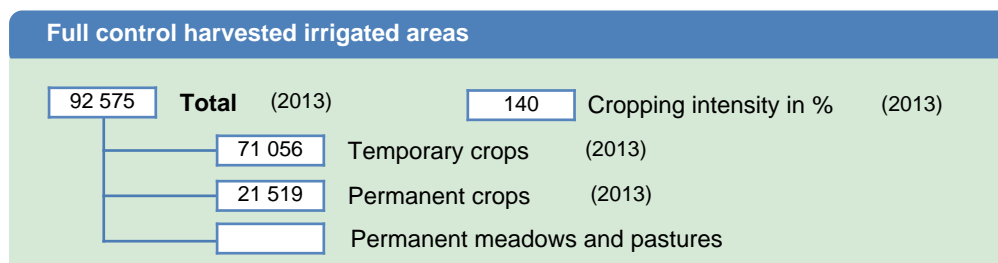 Full control harvested irrigated areas
92 575 Total (2013) 140 Cropping intensity in % (2013)
71 056 Temporary crops (2013)
21 519 Permanent crops (2013)
Permanent meadows and pastures